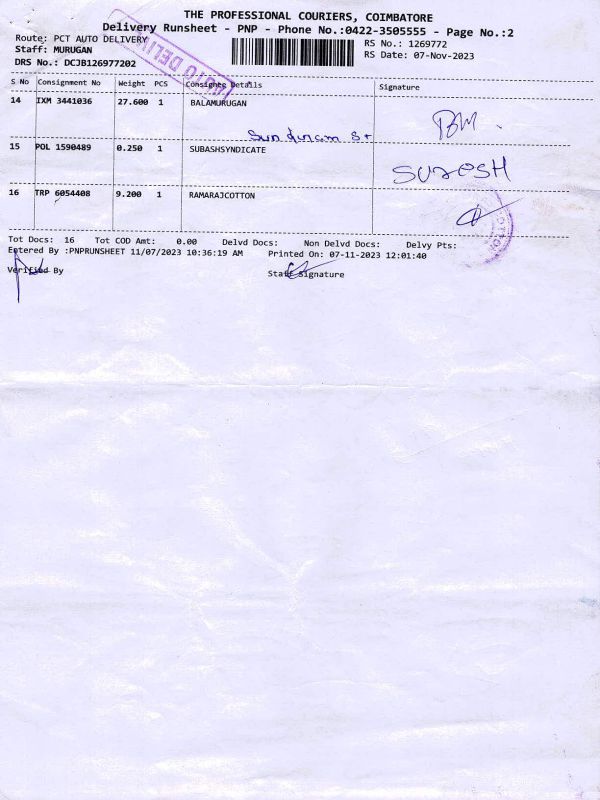 THE PROFESSIONAL COURIERS, COIMBATORE
Delivery Runsheet - PNP - Phone No.:0422-3505555 - Page No.:2
Route: PCT AUTO DELIVERY
RS No.: 1269772
Staff: MURUGAN
RS Date: 07-Nov-2023
DRS No.: DCJB126977202
AUTO DELIVERY
S No Consignment No Weight PCS Consignee Details Signature
14 IXM 3441036 27.600 1 BALAMURUGAN
15 POL 1590489 0.250 1 SUBASHSYNDICATE
SURESH
16 TRP 6054408 9.200 1 RAMARAJCOTTON
Tot Docs: 16 Tot COD Amt: 0.00 Delvd Docs: Non Delvd Docs: Delvy Pts:
Entered By :PNPRUNSHEET 11/07/2023 10:36:19 AM Printed On: 07-11-2023 12:01:40
Verified By
Staff Signature